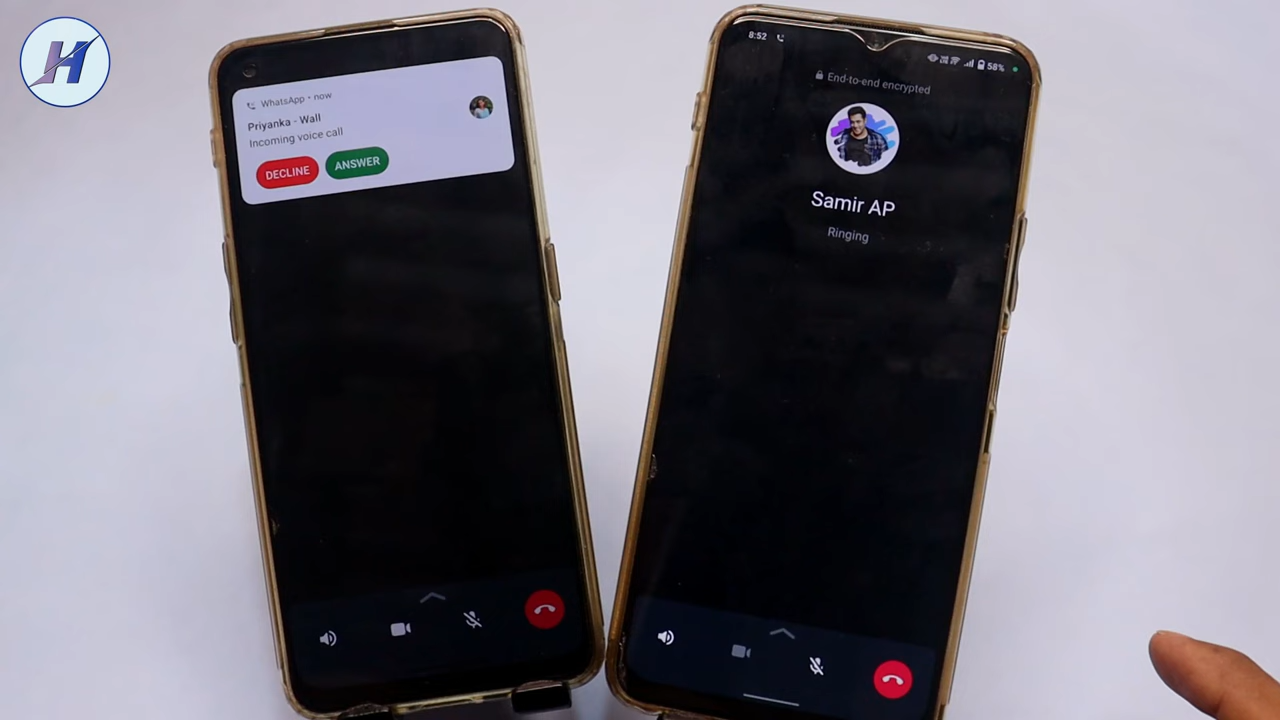 H
WhatsApp • now
Priyanka - Wall
Incoming voice call
DECLINE
ANSWER
8:52
58%
End-to-end encrypted
Samir AP
Ringing